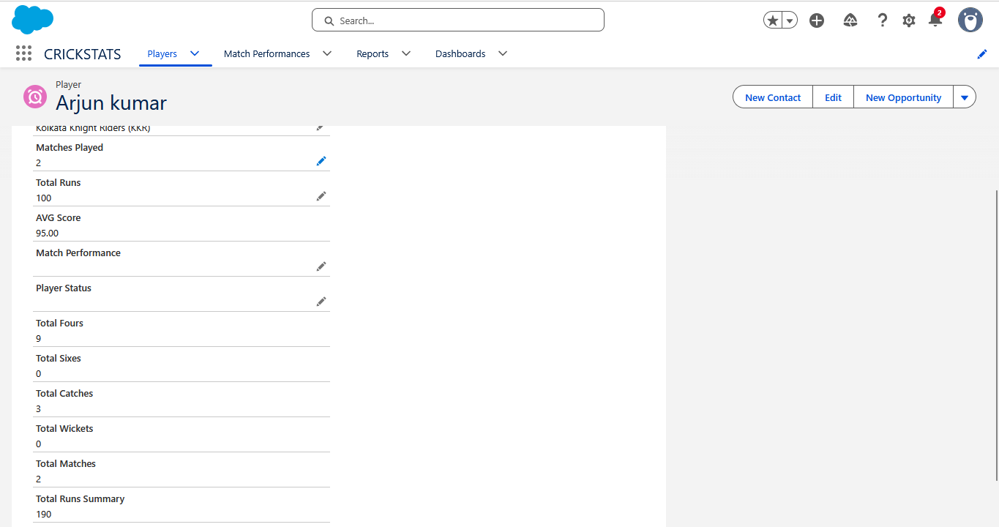 Search...
2
CRICKSTATS
Players
Match Performances
Reports
Dashboards
Player
Arjun kumar
New Contact
Edit
New Opportunity
Kolkata Knight Riders (KKR)
Matches Played
2
Total Runs
100
AVG Score
95.00
Match Performance
Player Status
Total Fours
9
Total Sixes
0
Total Catches
3
Total Wickets
0
Total Matches
2
Total Runs Summary
190